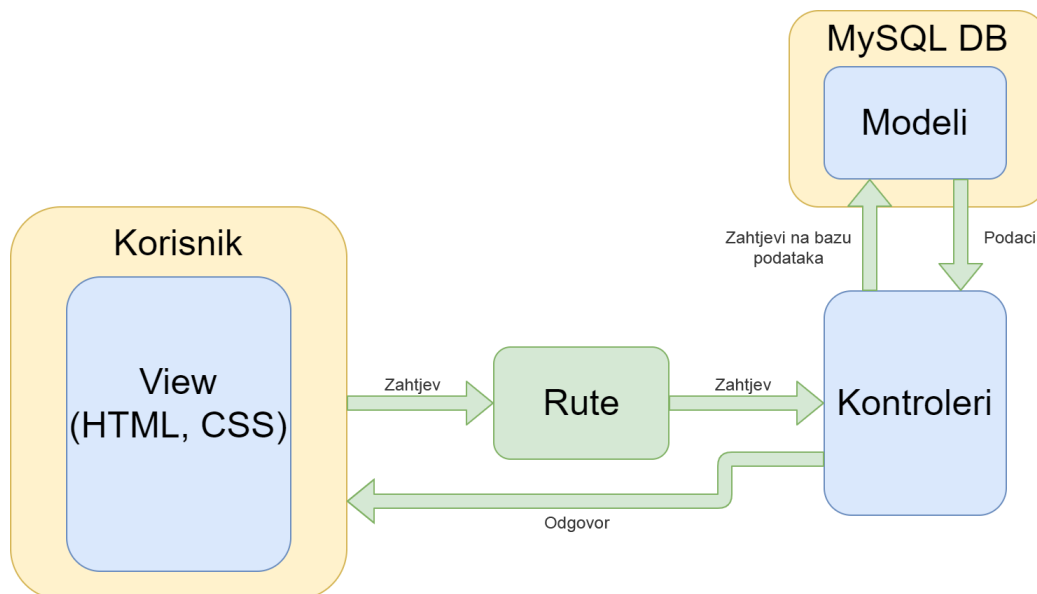 MySQL DB
Modeli
Zahtjevi na bazu
podataka
Podaci
Korisnik
View
(HTML, CSS)
Zahtjev
Rute
Zahtjev
Kontroleri
Odgovor